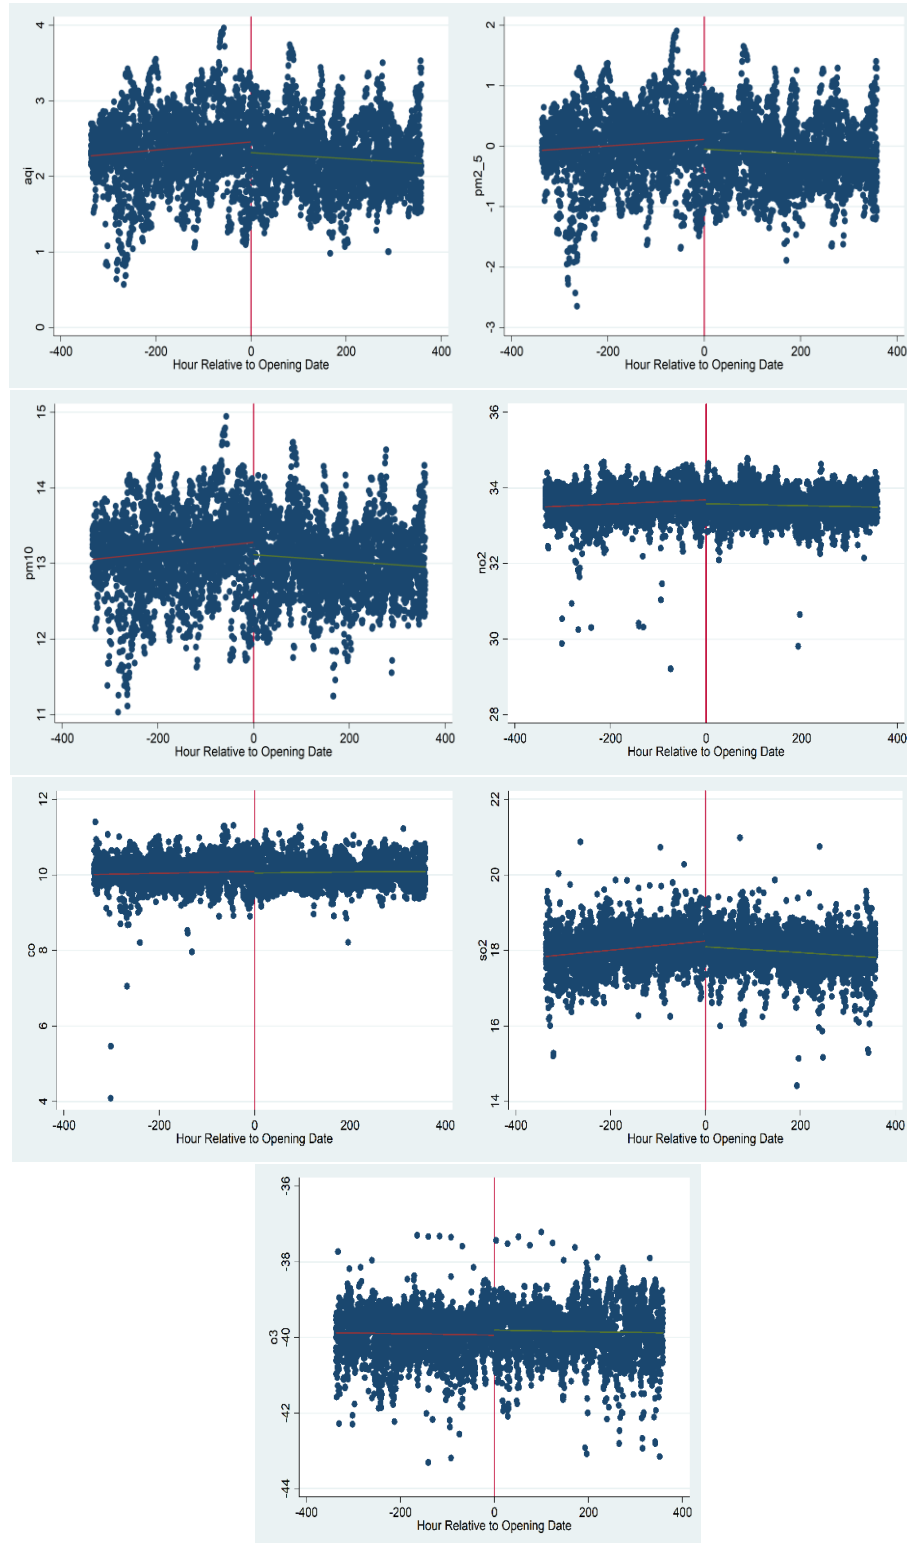 aqi
4
3
2
1
0
-400 -200 0 200 400
Hour Relative to Opening Date
pm2_5
2
1
0
-1
-2
-3
-400 -200 0 200 400
Hour Relative to Opening Date
pm10
15
14
13
12
11
-400 -200 0 200 400
Hour Relative to Opening Date
no2
36
34
32
30
28
-400 -200 0 200 400
Hour Relative to Opening Date
co
12
10
8
6
4
-400 -200 0 200 400
Hour Relative to Opening Date
so2
22
20
18
16
14
-400 -200 0 200 400
Hour Relative to Opening Date
o3
-36
-38
-40
-42
-44
-400 -200 0 200 400
Hour Relative to Opening Date